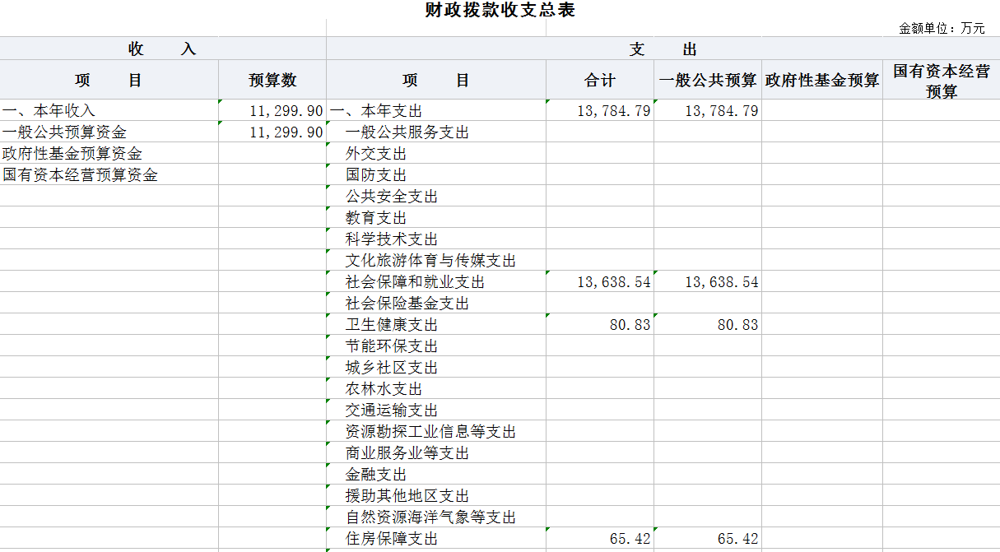 财政拨款收支总表
金额单位：万元
收 入 支 出
项 目 预算数 项 目 合计 一般公共预算 政府性基金预算 国有资本经营预算
一、本年收入 11,299.90 一、本年支出 13,784.79 13,784.79
一般公共预算资金 11,299.90 一般公共服务支出
政府性基金预算资金 外交支出
国有资本经营预算资金 国防支出
公共安全支出
教育支出
科学技术支出
文化旅游体育与传媒支出
社会保障和就业支出 13,638.54 13,638.54
社会保险基金支出
卫生健康支出 80.83 80.83
节能环保支出
城乡社区支出
农林水支出
交通运输支出
资源勘探工业信息等支出
商业服务业等支出
金融支出
援助其他地区支出
自然资源海洋气象等支出
住房保障支出 65.42 65.42